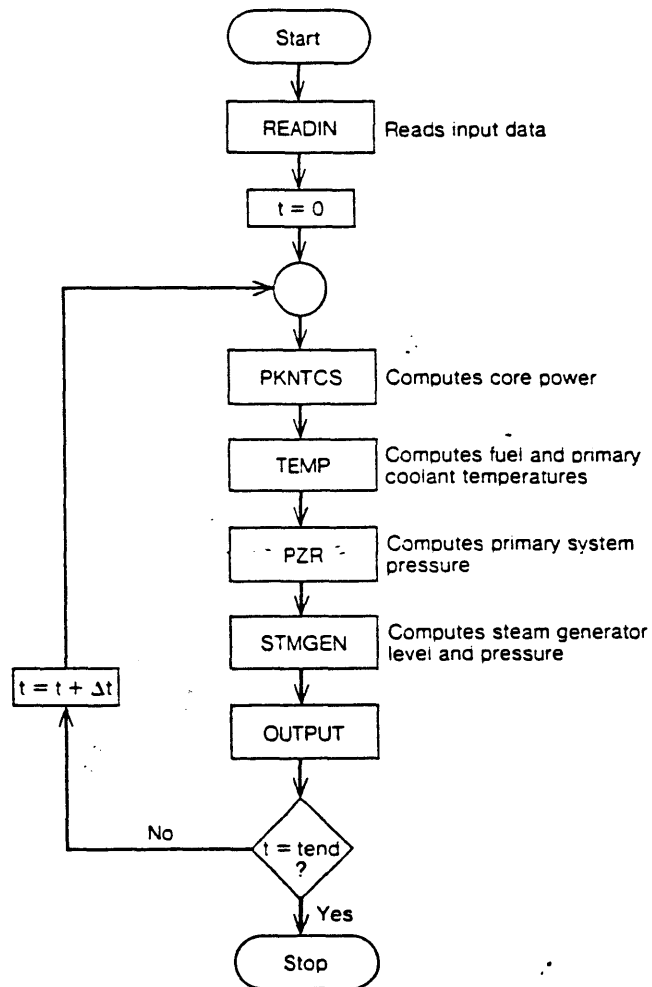 Start
READIN
Reads input data
t = 0
PKNTCS
Computes core power
TEMP
Computes fuel and primary
coolant temperatures
PZR
Computes primary system
pressure
STMGEN
Computes steam generator
level and pressure
t = t + Δt
OUTPUT
No
t = tend
?
Yes
Stop